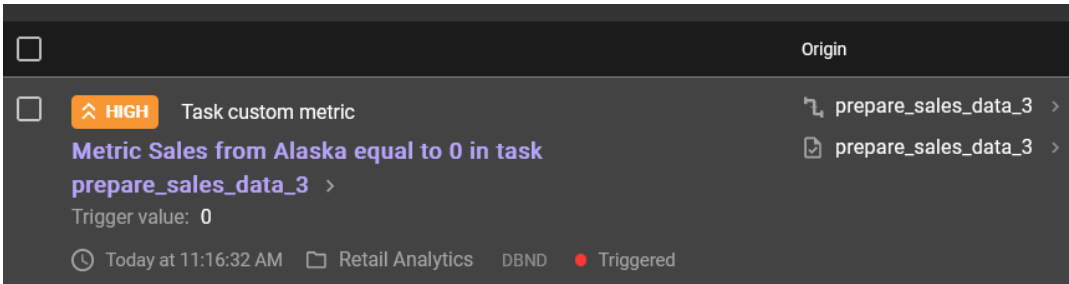 Origin
HIGH Task custom metric
prepare_sales_data_3
Metric Sales from Alaska equal to 0 in task
prepare_sales_data_3
prepare_sales_data_3
Trigger value: 0
Today at 11:16:32 AM Retail Analytics DBND Triggered